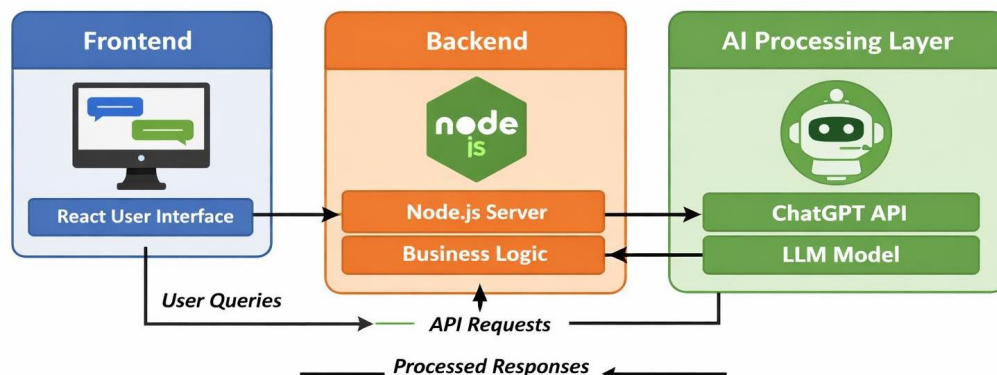 Frontend
Backend
AI Processing Layer
node
js
React User Interface
Node.js Server
ChatGPT API
Business Logic
LLM Model
User Queries
API Requests
Processed Responses